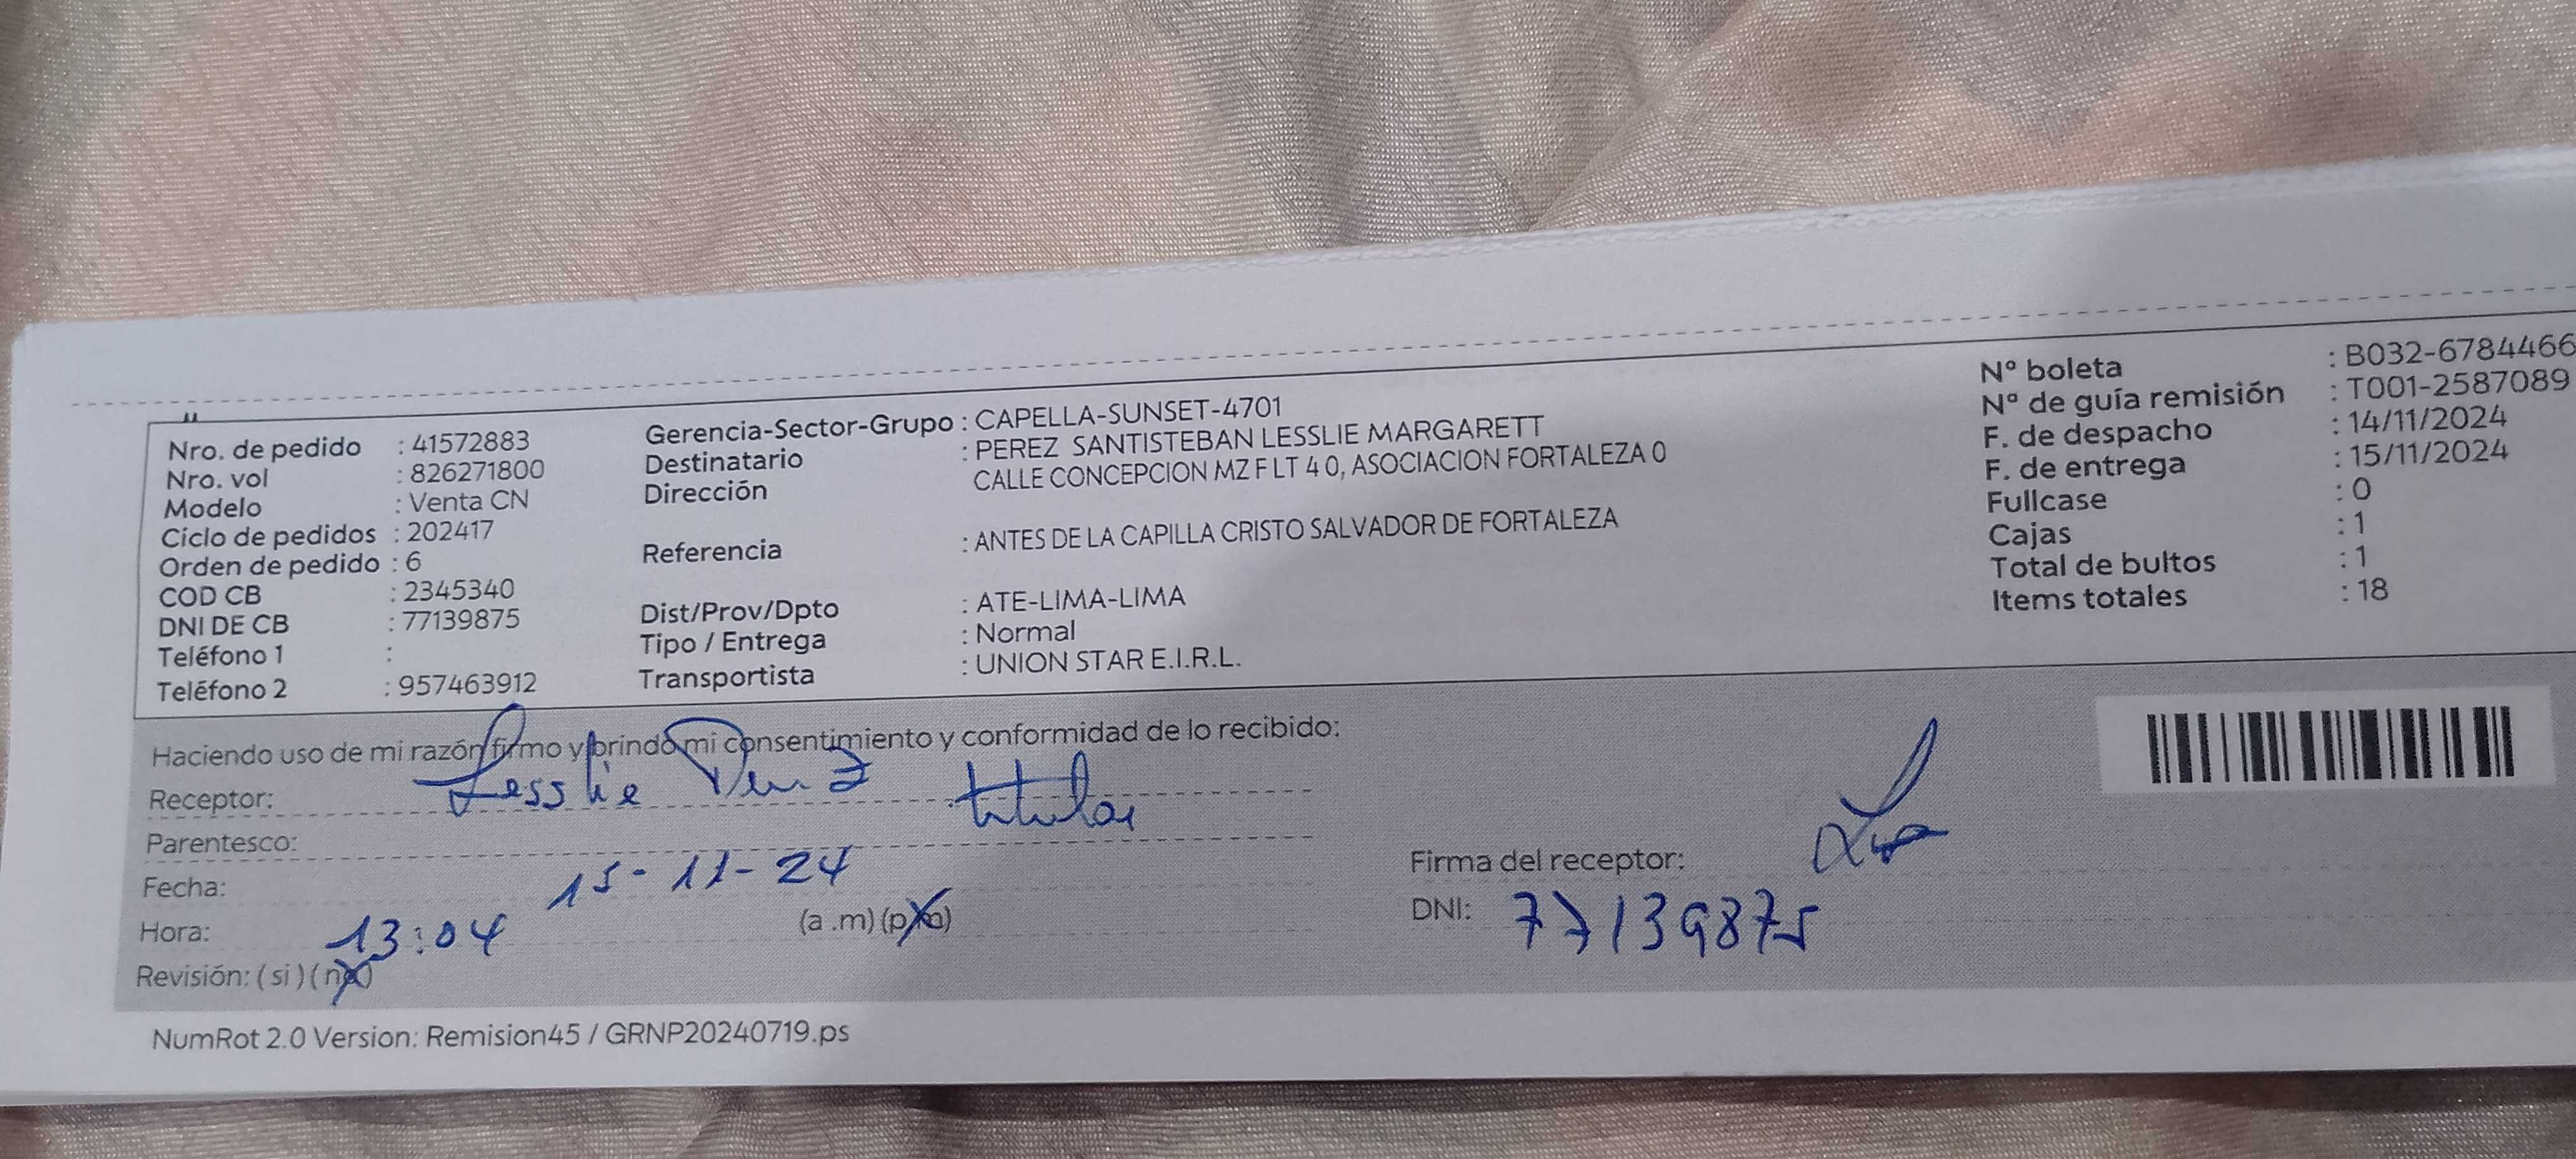 Nro. de pedido : 41572883
Nro. vol : 826271800
Modelo : Venta CN
Ciclo de pedidos : 202417
Orden de pedido : 6
COD CB : 2345340
DNI DE CB : 77139875
Teléfono 1 :
Teléfono 2 : 957463912
Gerencia-Sector-Grupo : CAPELLA-SUNSET-4701
Destinatario : PEREZ SANTISTEBAN LESSLIE MARGARETT
Dirección CALLE CONCEPCION MZ F LT 4 0, ASOCIACION FORTALEZA 0
Referencia : ANTES DE LA CAPILLA CRISTO SALVADOR DE FORTALEZA
Dist/Prov/Dpto : ATE-LIMA-LIMA
Tipo / Entrega : Normal
Transportista : UNION STAR E.I.R.L.
Nº boleta : B032-6784466
Nª de guía remisión : T001-2587089
F. de despacho : 14/11/2024
F. de entrega : 15/11/2024
Fullcase : 0
Cajas : 1
Total de bultos : 1
Items totales : 18
Haciendo uso de mi razón firmo y brindo mi consentimiento y conformidad de lo recibido:
Receptor: Lesslie
Parentesco: titular
Fecha: 15-11-24
Hora: 13:04 (a .m) (p.m)
Revisión: ( si ) ( no)
Firma del receptor:
DNI: 77139875
NumRot 2.0 Version: Remision45 / GRNP20240719.ps